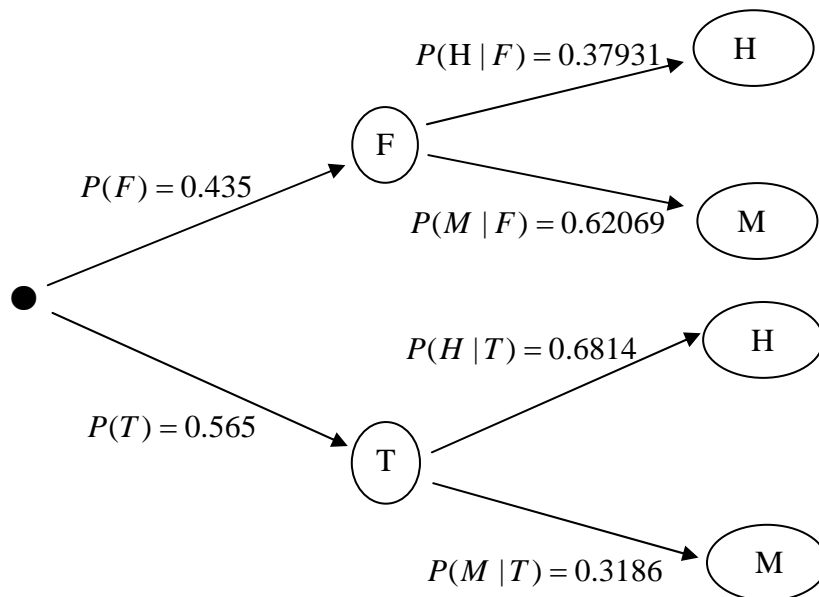 P(H | F) = 0.37931
H
F
P(F) = 0.435
P(M | F) = 0.62069
M
P(H | T) = 0.6814
H
P(T) = 0.565
T
P(M | T) = 0.3186
M